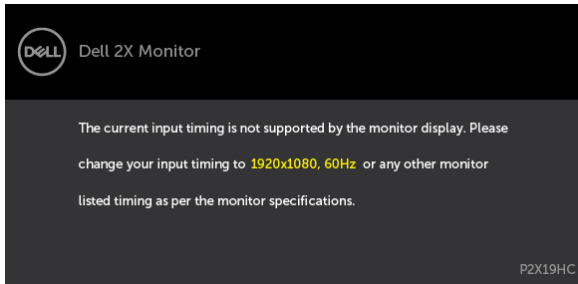 DELL
Dell 2X Monitor
The current input timing is not supported by the monitor display. Please
change your input timing to 1920x1080, 60Hz or any other monitor
listed timing as per the monitor specifications.
P2X19HC